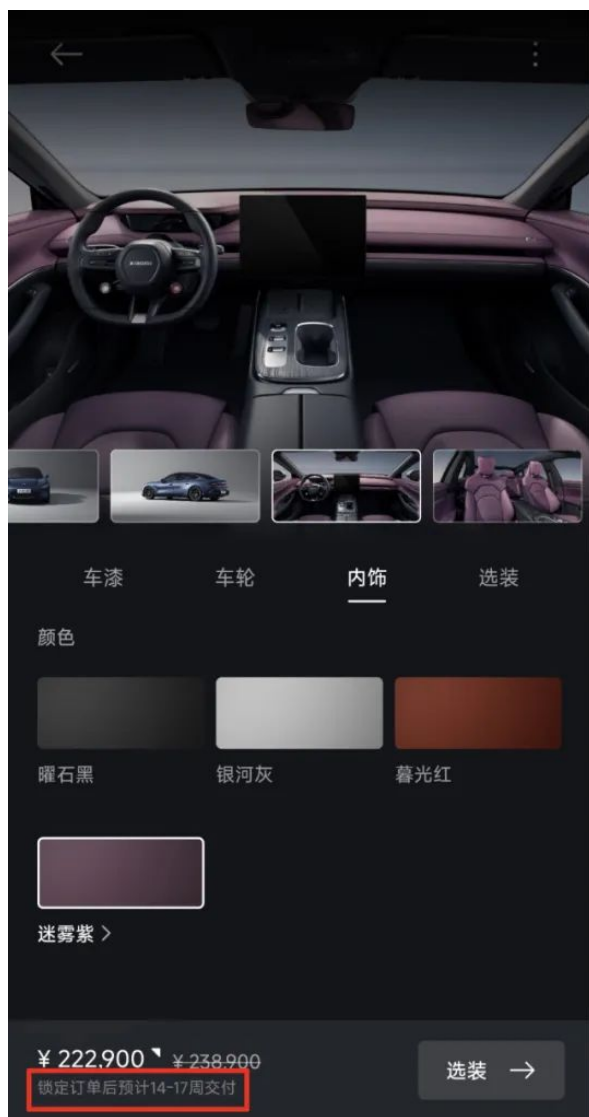 XIAOMI
车漆 车轮 内饰 选装
颜色
曜石黑 银河灰 暮光红
迷雾紫 >
¥ 222,900 ¥ 238,900 选装 →
锁定订单后预计14-17周交付